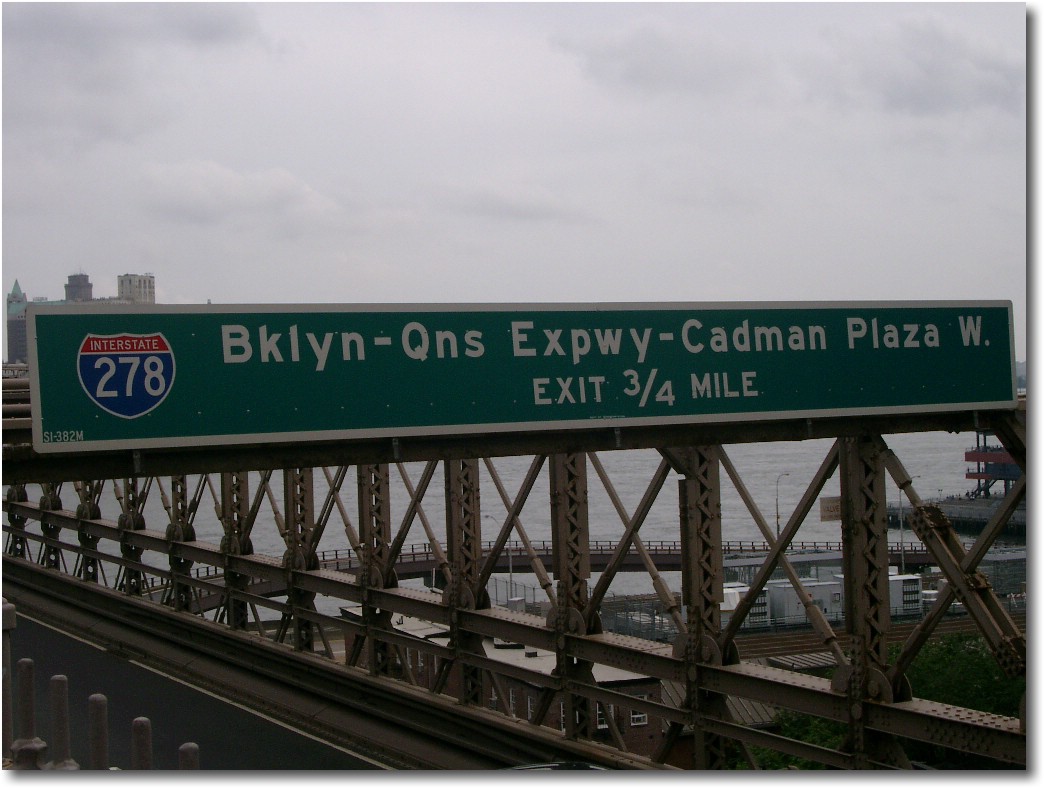 INTERSTATE
278
Bklyn-Qns Expwy-Cadman Plaza W.
EXIT 3/4 MILE
SI-382M